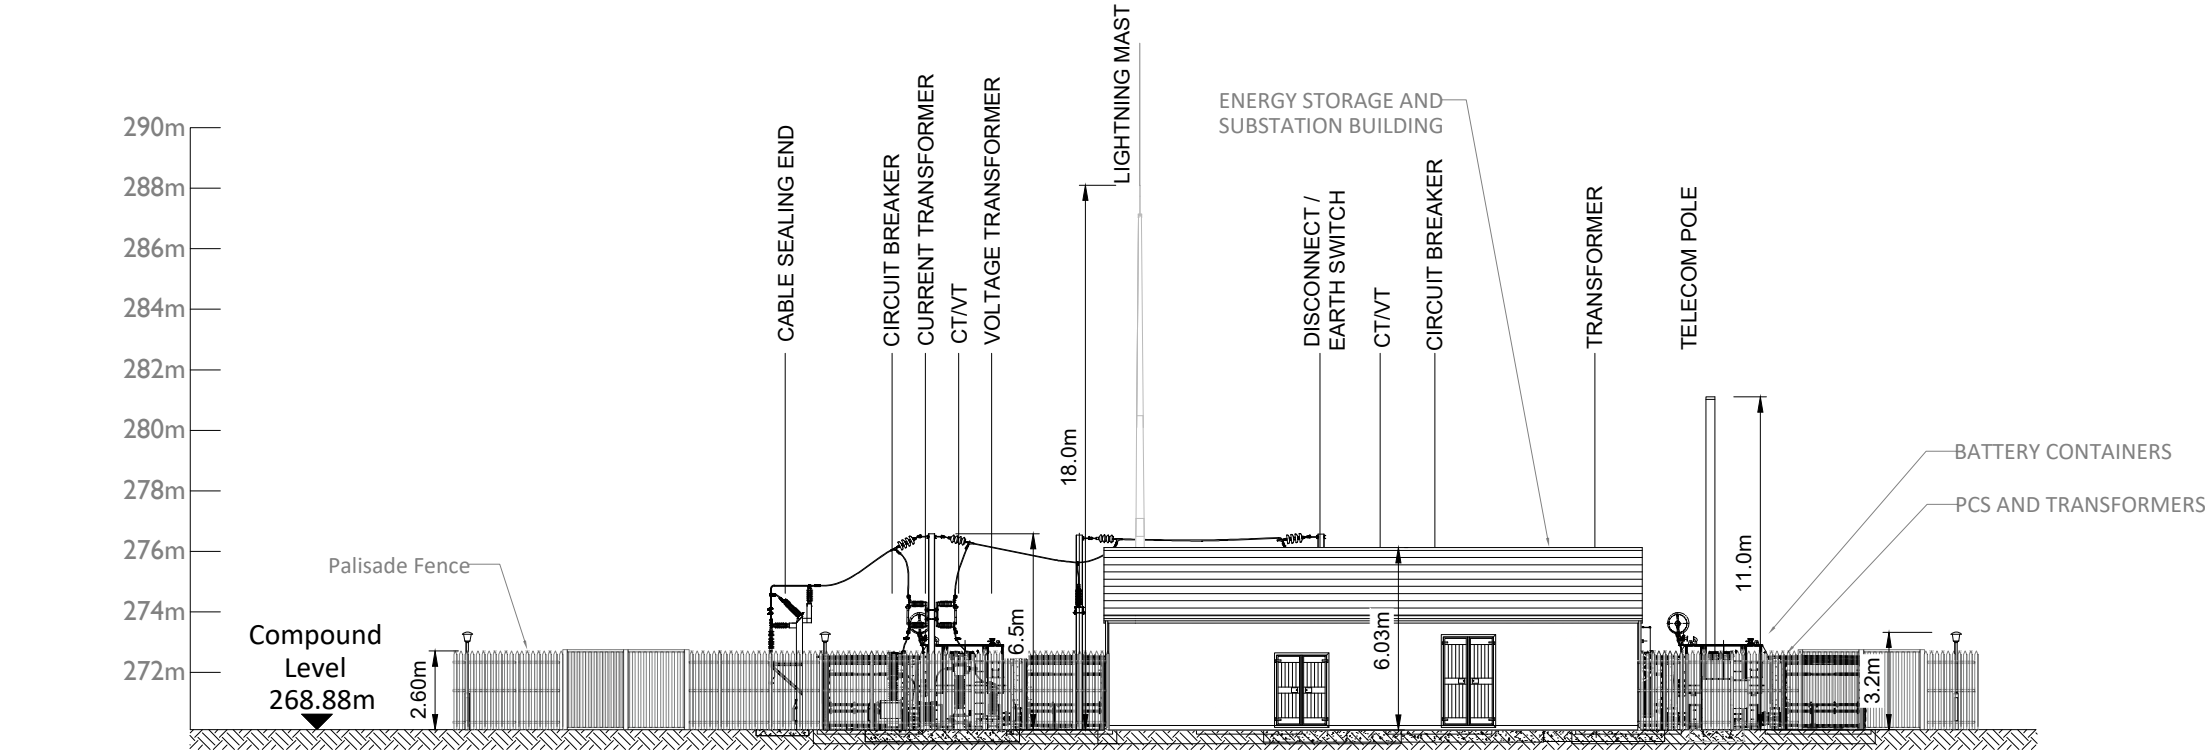 LIGHTNING MAST
ENERGY STORAGE AND
SUBSTATION BUILDING
290m
288m
286m
284m
282m
280m
278m
276m
274m
272m
CABLE SEALING END
CIRCUIT BREAKER
CURRENT TRANSFORMER
CT/VT
VOLTAGE TRANSFORMER
DISCONNECT /
EARTH SWITCH
CT/VT
CIRCUIT BREAKER
TRANSFORMER
TELECOM POLE
18.0m
BATTERY CONTAINERS
PCS AND TRANSFORMERS
11.0m
Palisade Fence
Compound
Level
268.88m
2.60m
6.5m
6.03m
3.2m